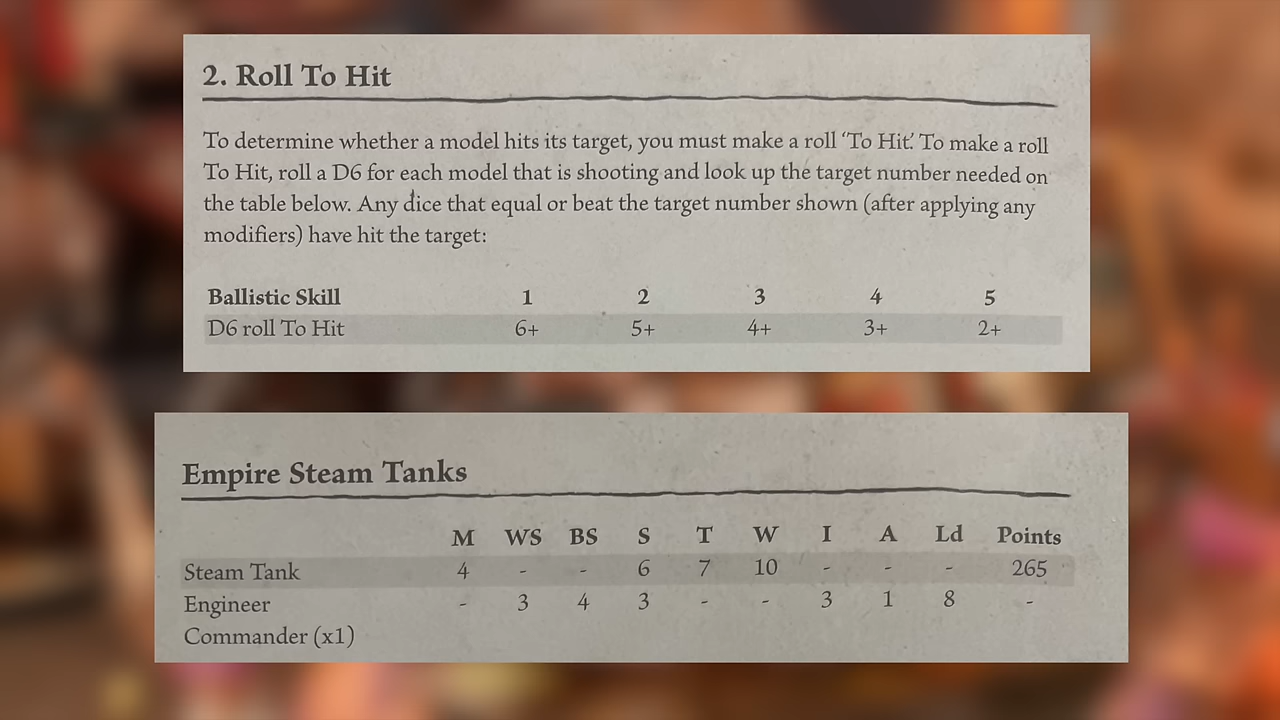 2. Roll To Hit
To determine whether a model hits its target, you must make a roll ‘To Hit.’ To make a roll
To Hit, roll a D6 for each model that is shooting and look up the target number needed on
the table below. Any dice that equal or beat the target number shown (after applying any
modifiers) have hit the target:
Ballistic Skill 1 2 3 4 5
D6 roll To Hit 6+ 5+ 4+ 3+ 2+
Empire Steam Tanks
M WS BS S T W I A Ld Points
Steam Tank 4 - - 6 7 10 - - - 265
Engineer - 3 4 3 - - 3 1 8 -
Commander (x1)